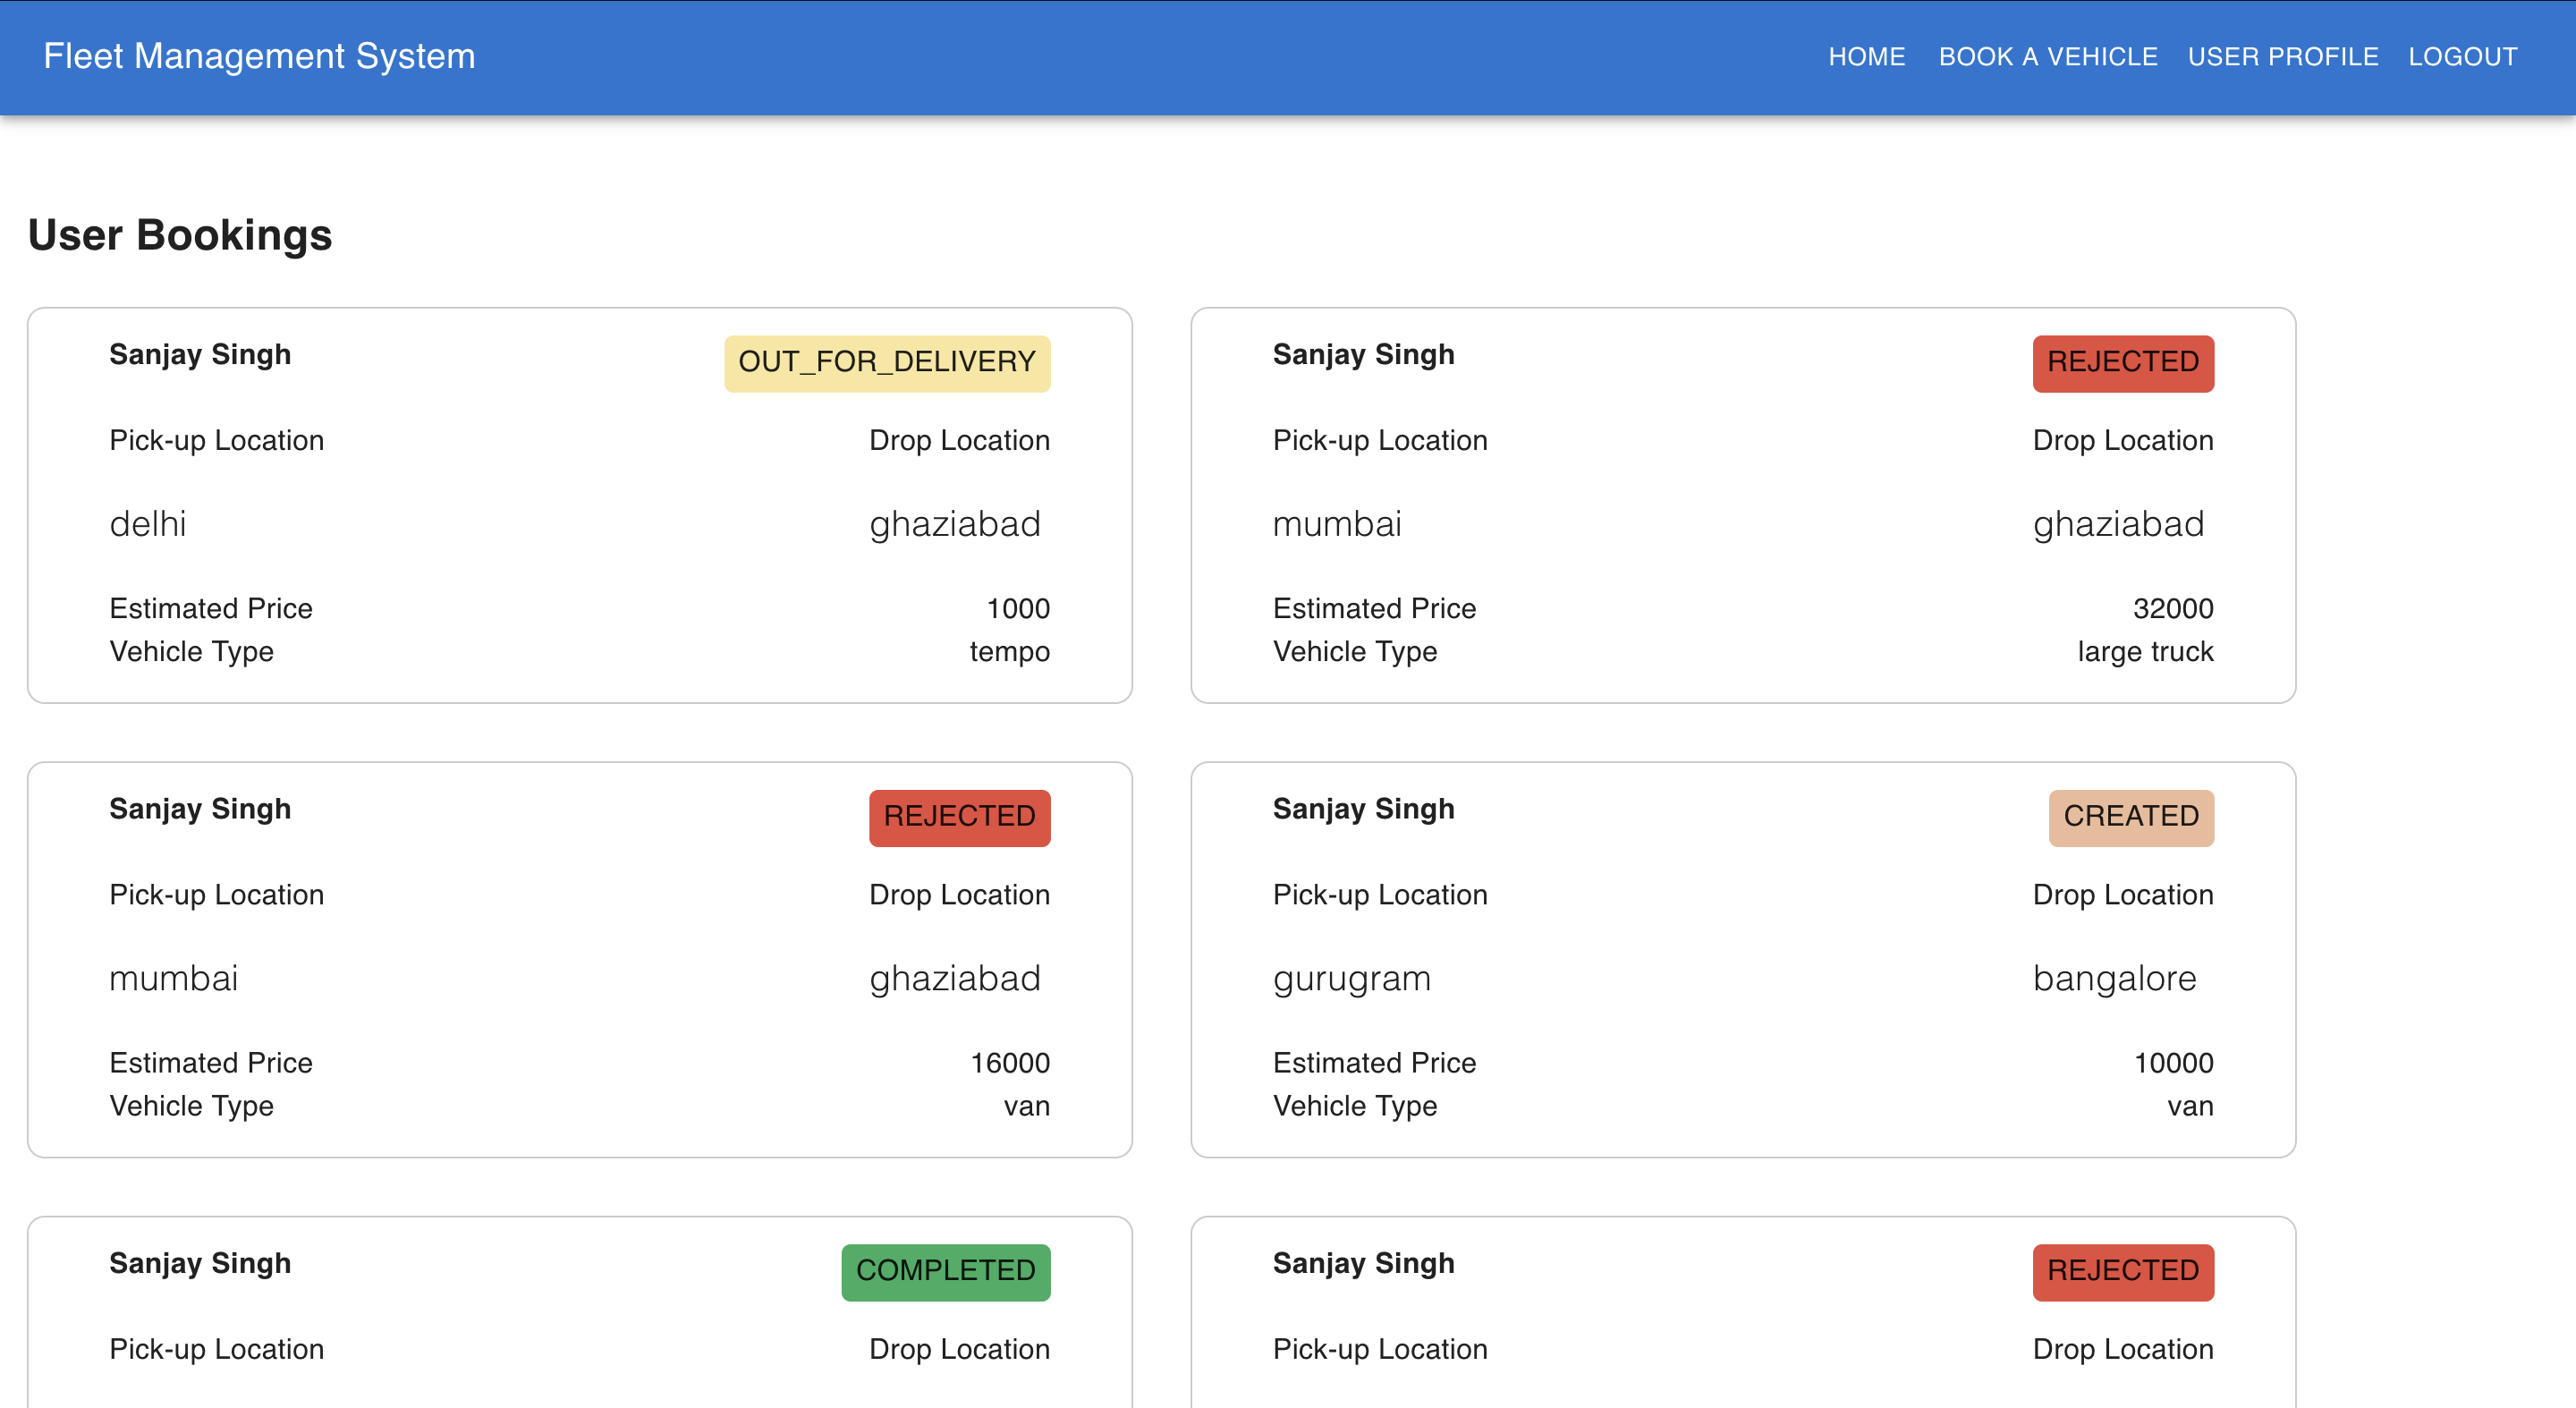 Fleet Management System
HOME BOOK A VEHICLE USER PROFILE LOGOUT
User Bookings
Sanjay Singh OUT_FOR_DELIVERY
Pick-up Location Drop Location
delhi ghaziabad
Estimated Price 1000
Vehicle Type tempo
Sanjay Singh REJECTED
Pick-up Location Drop Location
mumbai ghaziabad
Estimated Price 32000
Vehicle Type large truck
Sanjay Singh REJECTED
Pick-up Location Drop Location
mumbai ghaziabad
Estimated Price 16000
Vehicle Type van
Sanjay Singh CREATED
Pick-up Location Drop Location
gurugram bangalore
Estimated Price 10000
Vehicle Type van
Sanjay Singh COMPLETED
Pick-up Location Drop Location
Sanjay Singh REJECTED
Pick-up Location Drop Location